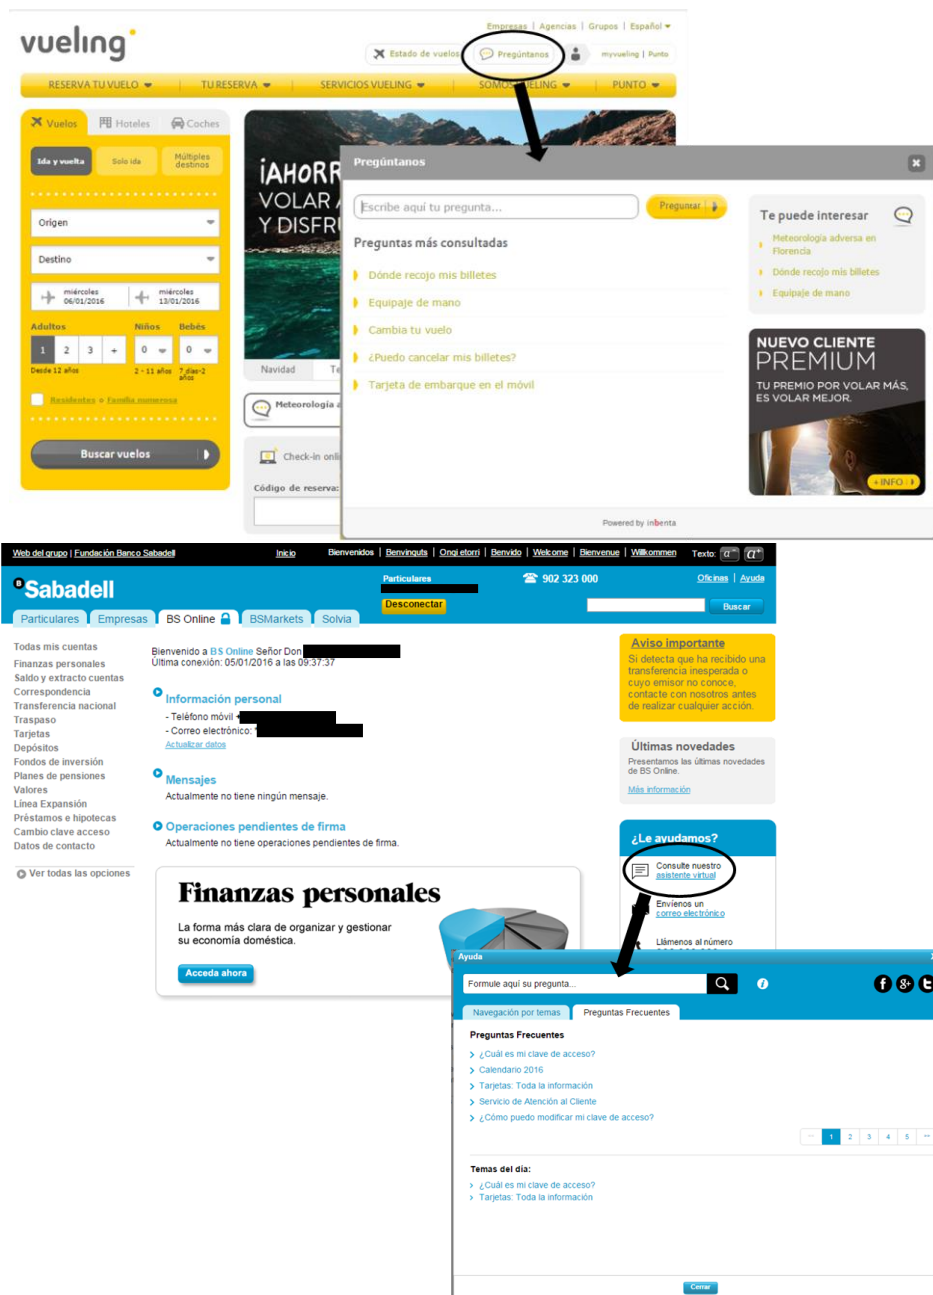 vueling
Empresas | Agencias | Grupos | Español
Estado de vuelos
Pregúntanos
myvueling | Punto
RESERVA TU VUELO
TU RESERVA
SERVICIOS VUELING
SOMOS VUELING
PUNTO
Vuelos
Hoteles
Coches
Ida y vuelta
Solo ida
Múltiples
destinos
Origen
Destino
miércoles
06/01/2016
miércoles
13/01/2016
Adultos
Niños
Bebés
1 2 3 +
0
0
Desde 12 años
2 - 11 años
7 días-2
años
Residentes o Familia numerosa
Buscar vuelos
¡AHORR
VOLAR
Y DISFRU
Navidad
Te
Meteorología a
Check-in onli
Código de reserva:
Pregúntanos
Escribe aquí tu pregunta...
Preguntar
Preguntas más consultadas
Dónde recojo mis billetes
Equipaje de mano
Cambia tu vuelo
¿Puedo cancelar mis billetes?
Tarjeta de embarque en el móvil
Te puede interesar
Meteorología adversa en
Florencia
Dónde recojo mis billetes
Equipaje de mano
NUEVO CLIENTE
PREMIUM
TU PREMIO POR VOLAR MÁS,
ES VOLAR MEJOR.
+INFO
Powered by inbenta
Web del grupo | Fundación Banco Sabadell
Inicio
Bienvenidos | Benvinguts | Ongi etorri | Benvido | Welcome | Bienvenue | Willkommen
Texto: a- a+
B Sabadell
Particulares
Desconectar
902 323 000
Oficinas | Ayuda
Buscar
Particulares
Empresas
BS Online
BSMarkets
Solvia
Todas mis cuentas
Finanzas personales
Saldo y extracto cuentas
Correspondencia
Transferencia nacional
Traspaso
Tarjetas
Depósitos
Fondos de inversión
Planes de pensiones
Valores
Línea Expansión
Préstamos e hipotecas
Cambio clave acceso
Datos de contacto
Ver todas las opciones
Bienvenido a BS Online Señor Don
Última conexión: 05/01/2016 a las 09:37:37
Información personal
- Teléfono móvil +
- Correo electrónico:
Actualizar datos
Mensajes
Actualmente no tiene ningún mensaje.
Operaciones pendientes de firma
Actualmente no tiene operaciones pendientes de firma.
Finanzas personales
La forma más clara de organizar y gestionar
su economía doméstica.
Acceda ahora
Aviso importante
Si detecta que ha recibido una
transferencia inesperada o
cuyo emisor no conoce,
contacte con nosotros antes
de realizar cualquier acción.
Últimas novedades
Presentamos las últimas novedades
de BS Online.
Más información
¿Le ayudamos?
Consulte nuestro
asistente virtual
Envíenos un
correo electrónico
Llámenos al número
Ayuda
Formule aquí su pregunta...
Navegación por temas
Preguntas Frecuentes
Preguntas Frecuentes
¿Cuál es mi clave de acceso?
Calendario 2016
Tarjetas: Toda la información
Servicio de Atención al Cliente
¿Cómo puedo modificar mi clave de acceso?
1 2 3 4 5
Temas del día:
¿Cuál es mi clave de acceso?
Tarjetas: Toda la información
Cerrar